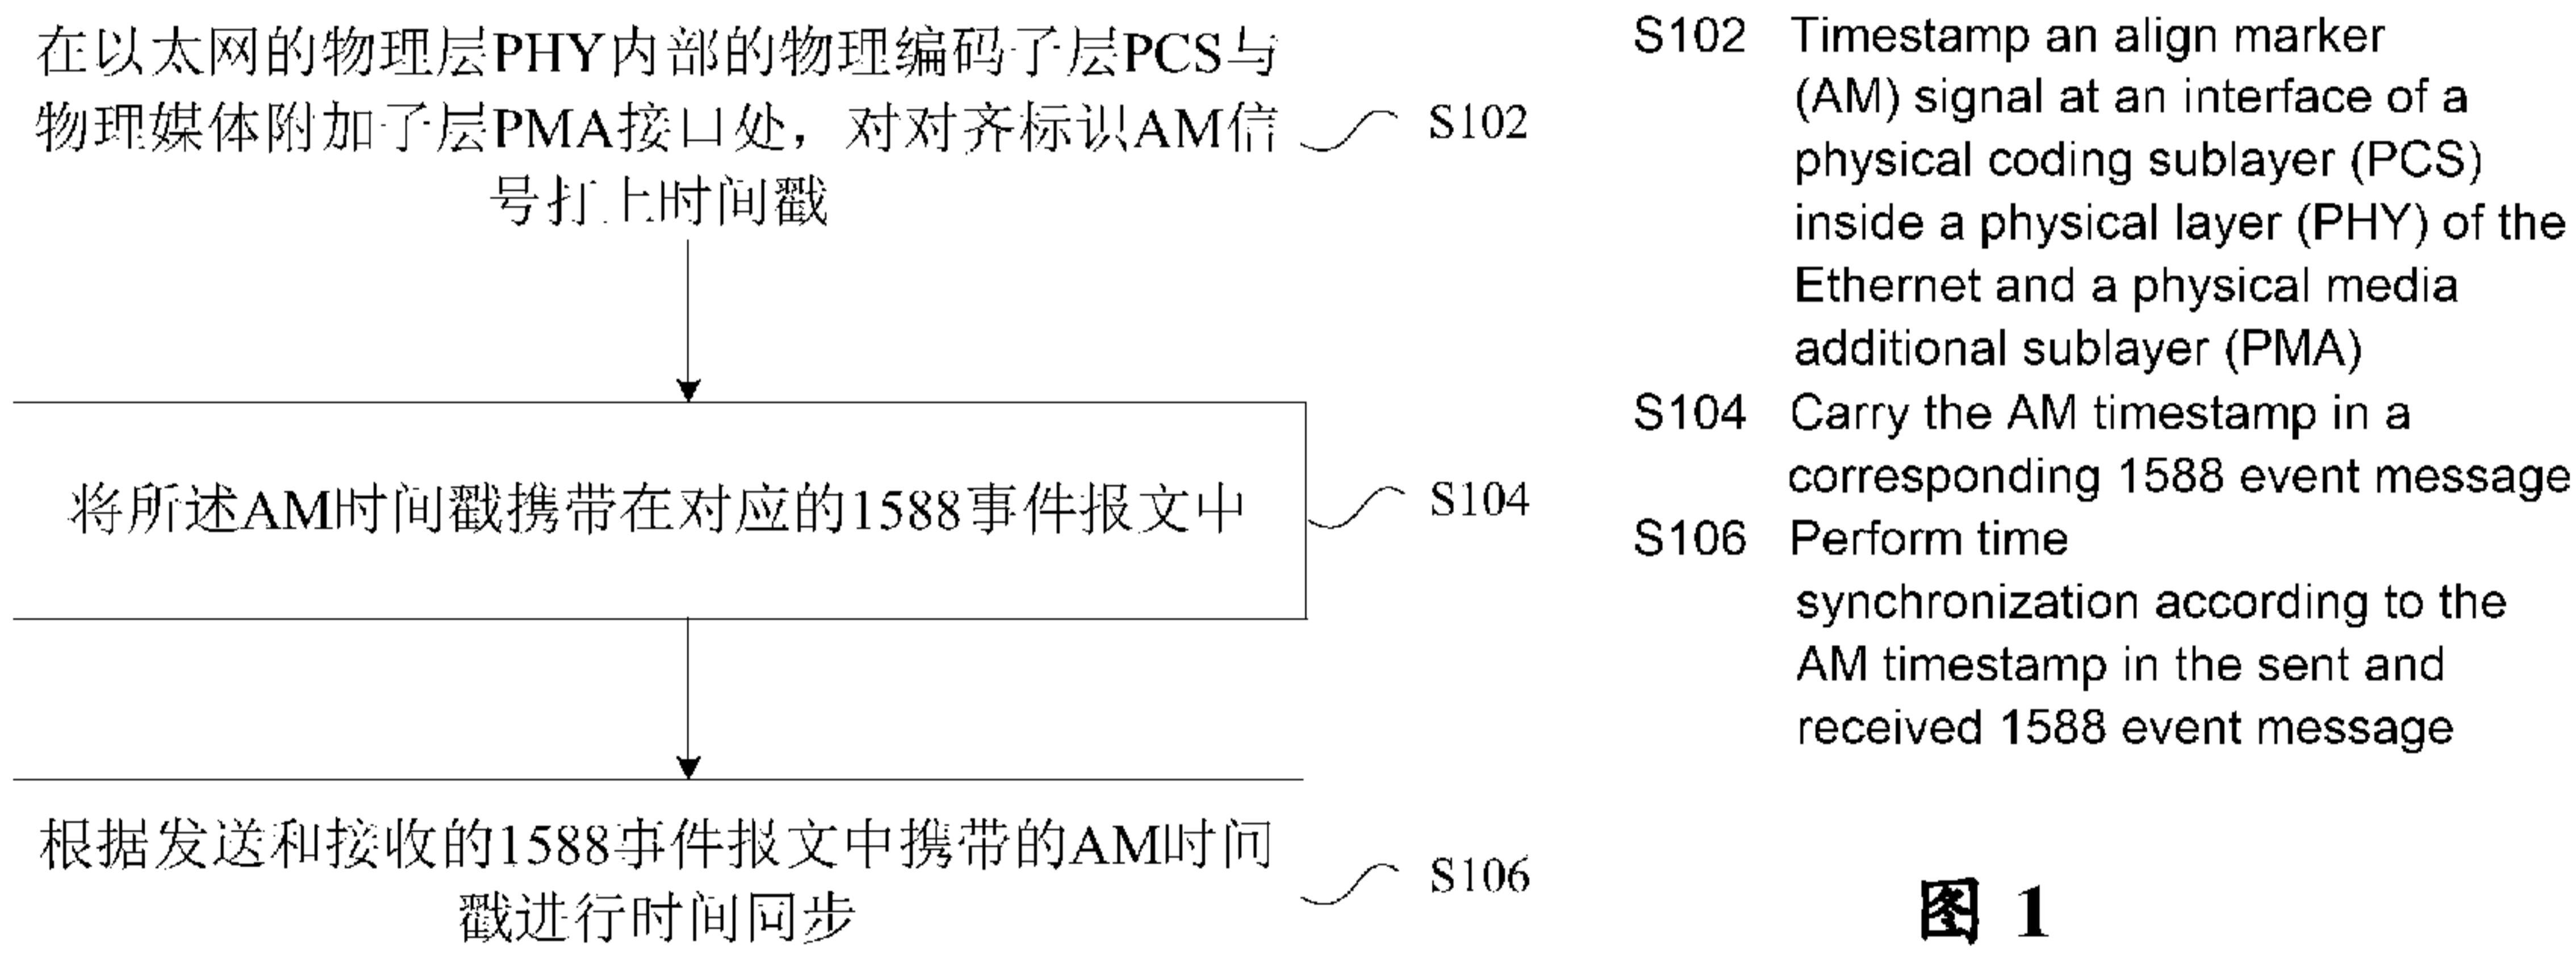 在以太网的物理层PHY内部的物理编码子层PCS与
物理媒体附加子层PMA接口处，对对齐标识AM信
号打上时间戳
S102
将所述AM时间戳携带在对应的1588事件报文中
S104
根据发送和接收的1588事件报文中携带的AM时间
戳进行时间同步
S106
S102 Timestamp an align marker
(AM) signal at an interface of a
physical coding sublayer (PCS)
inside a physical layer (PHY) of the
Ethernet and a physical media
additional sublayer (PMA)
S104 Carry the AM timestamp in a
corresponding 1588 event message
S106 Perform time
synchronization according to the
AM timestamp in the sent and
received 1588 event message
图 1